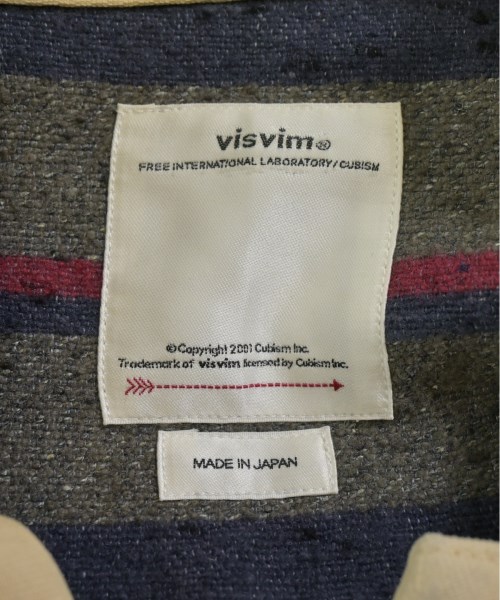 visvim®
FREE INTERNATIONAL LABORATORY/CUBISM
©Copyright 2001 Cubism Inc.
Trademark of visvim licensed by Cubism Inc.
MADE IN JAPAN